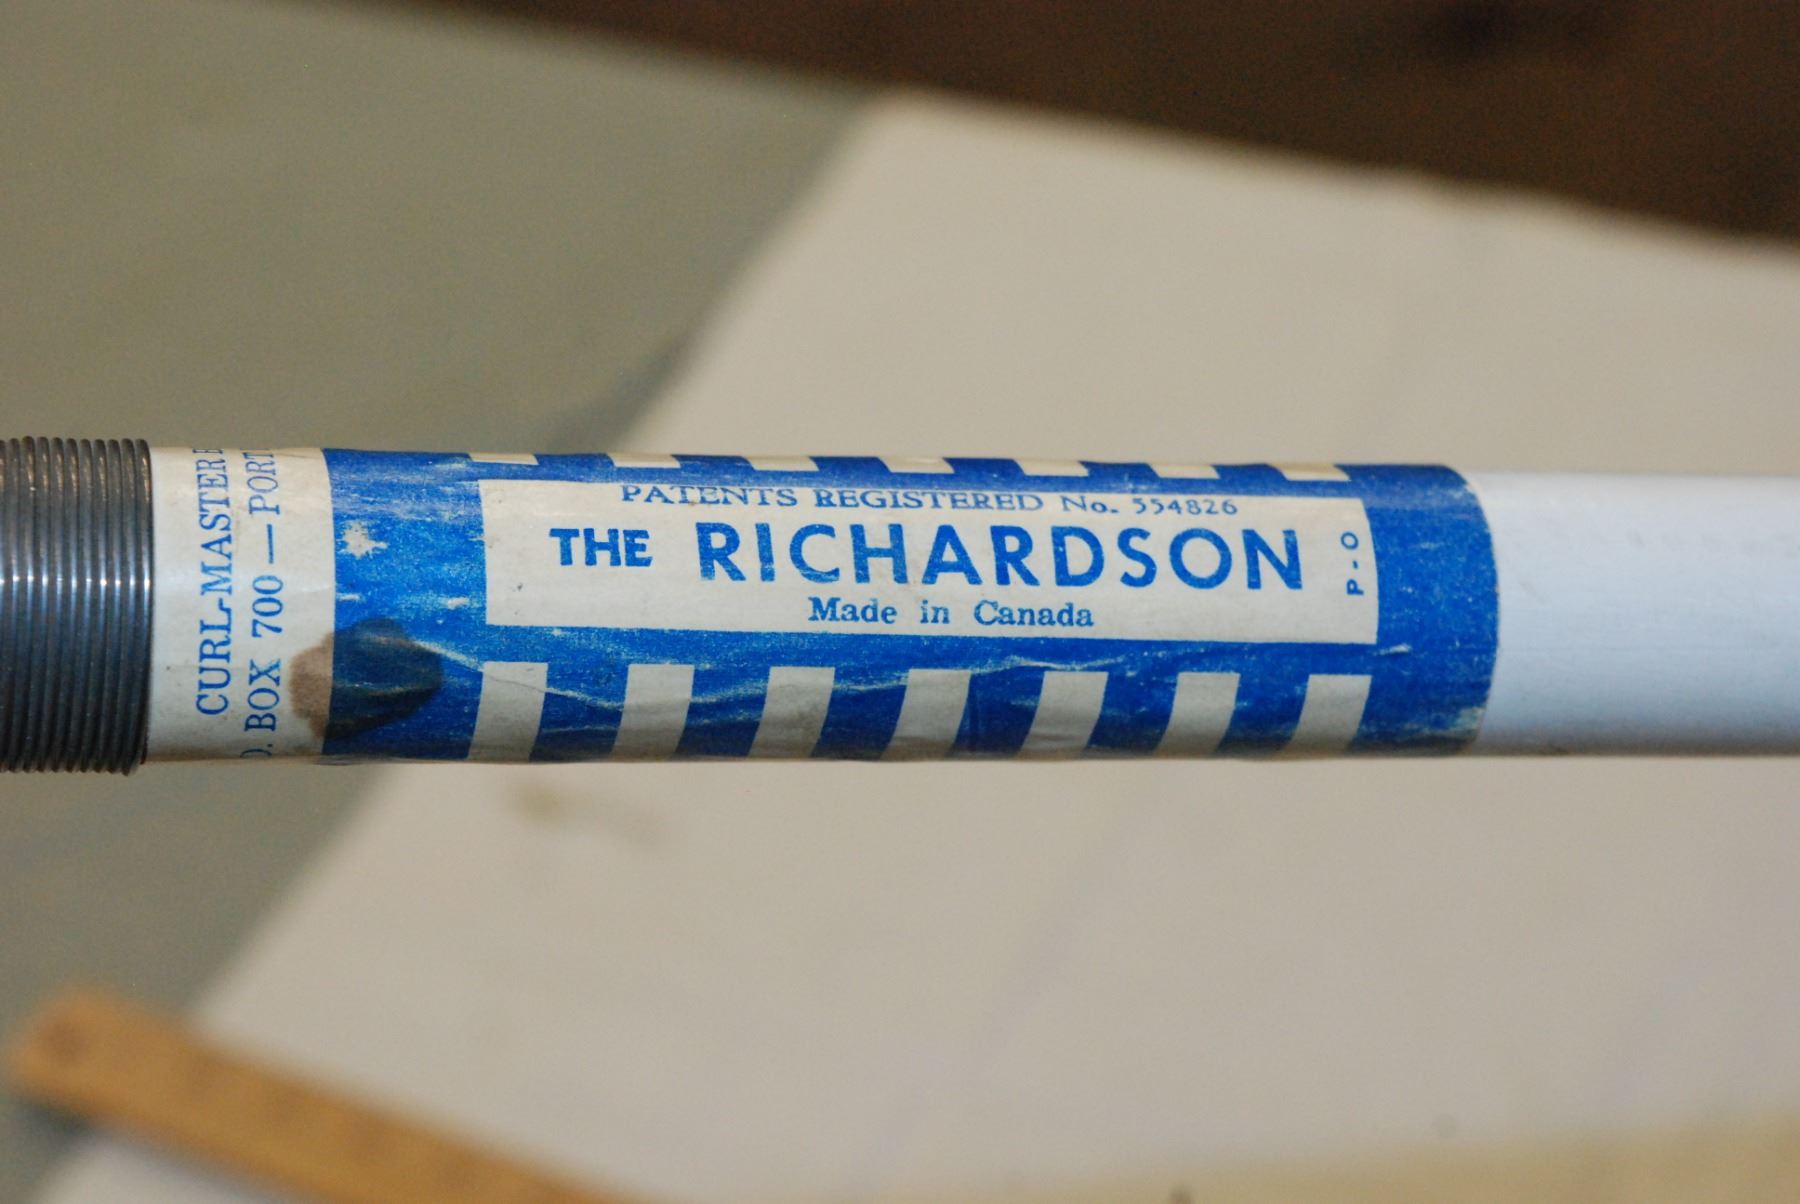 PATENTS REGISTERED No. 554826
THE RICHARDSON
Made in Canada
P-O
CURL-MASTER
BOX 700 — PORT